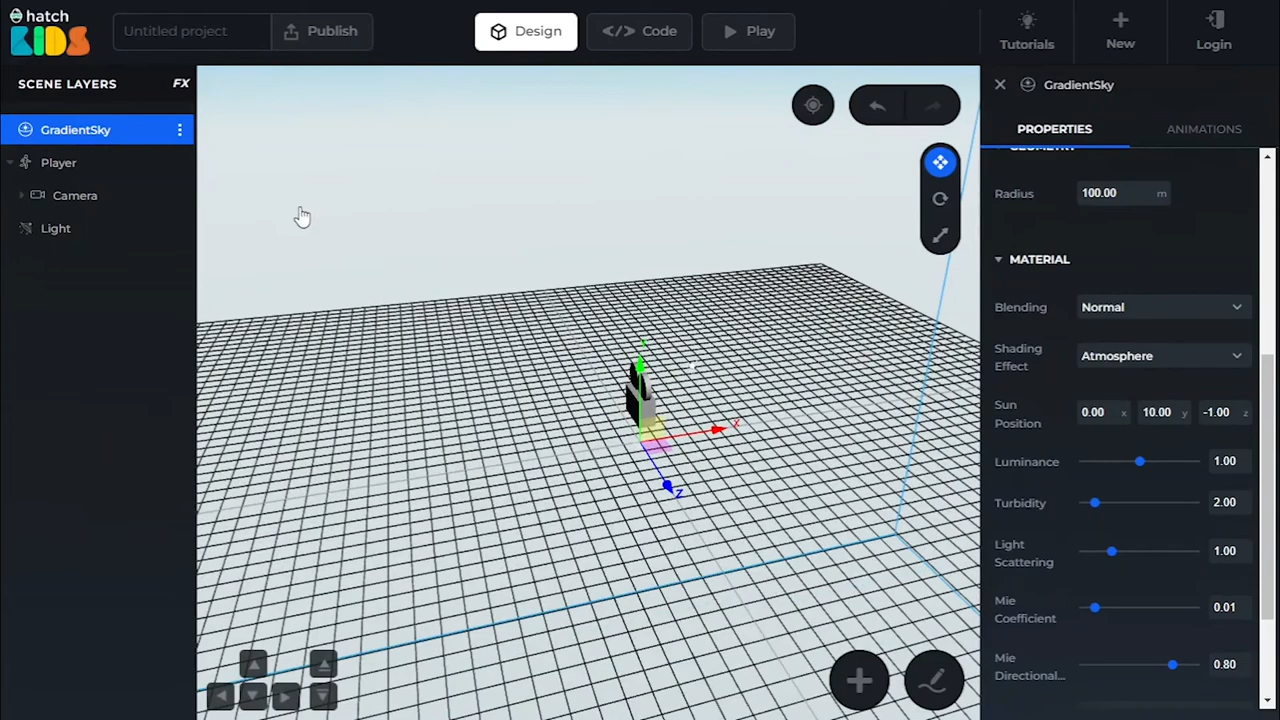 hatch
KIDS
Untitled project
Publish
Design
</> Code
Play
Tutorials
New
Login
SCENE LAYERS
FX
GradientSky
Player
Camera
Light
X
Z
GradientSky
PROPERTIES
ANIMATIONS
GEOMETRY
Radius
100.00 m
MATERIAL
Blending
Normal
Shading
Effect
Atmosphere
Sun
Position
0.00 x 10.00 y -1.00 z
Luminance
1.00
Turbidity
2.00
Light
Scattering
1.00
Mie
Coefficient
0.01
Mie
Directional...
0.80